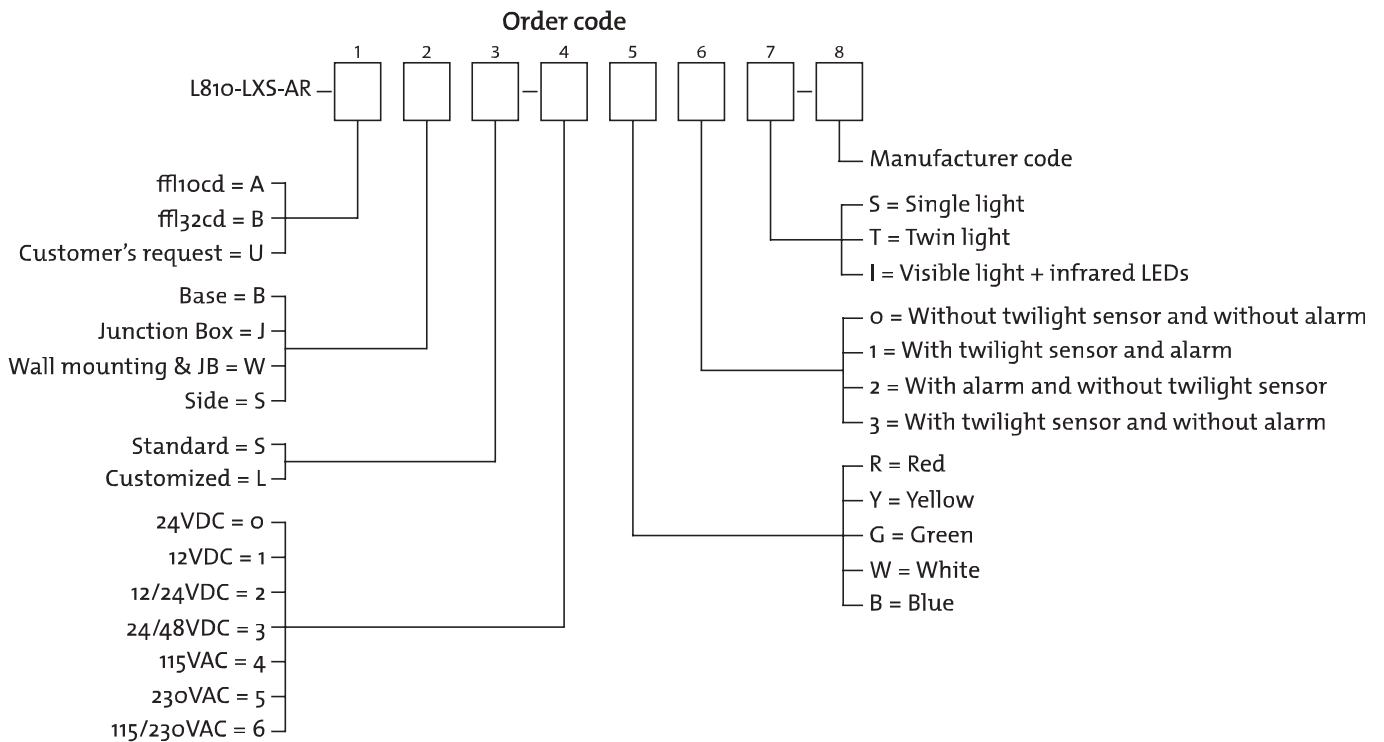 Order code
1 2 3 4 5 6 7 8
L810-LXS-AR – – –
Manufacturer code
ffl10cd = A
ffl32cd = B
Customer's request = U
Base = B
Junction Box = J
Wall mounting & JB = W
Side = S
Standard = S
Customized = L
24VDC = 0
12VDC = 1
12/24VDC = 2
24/48VDC = 3
115VAC = 4
230VAC = 5
115/230VAC = 6
S = Single light
T = Twin light
I = Visible light + infrared LEDs
0 = Without twilight sensor and without alarm
1 = With twilight sensor and alarm
2 = With alarm and without twilight sensor
3 = With twilight sensor and without alarm
R = Red
Y = Yellow
G = Green
W = White
B = Blue